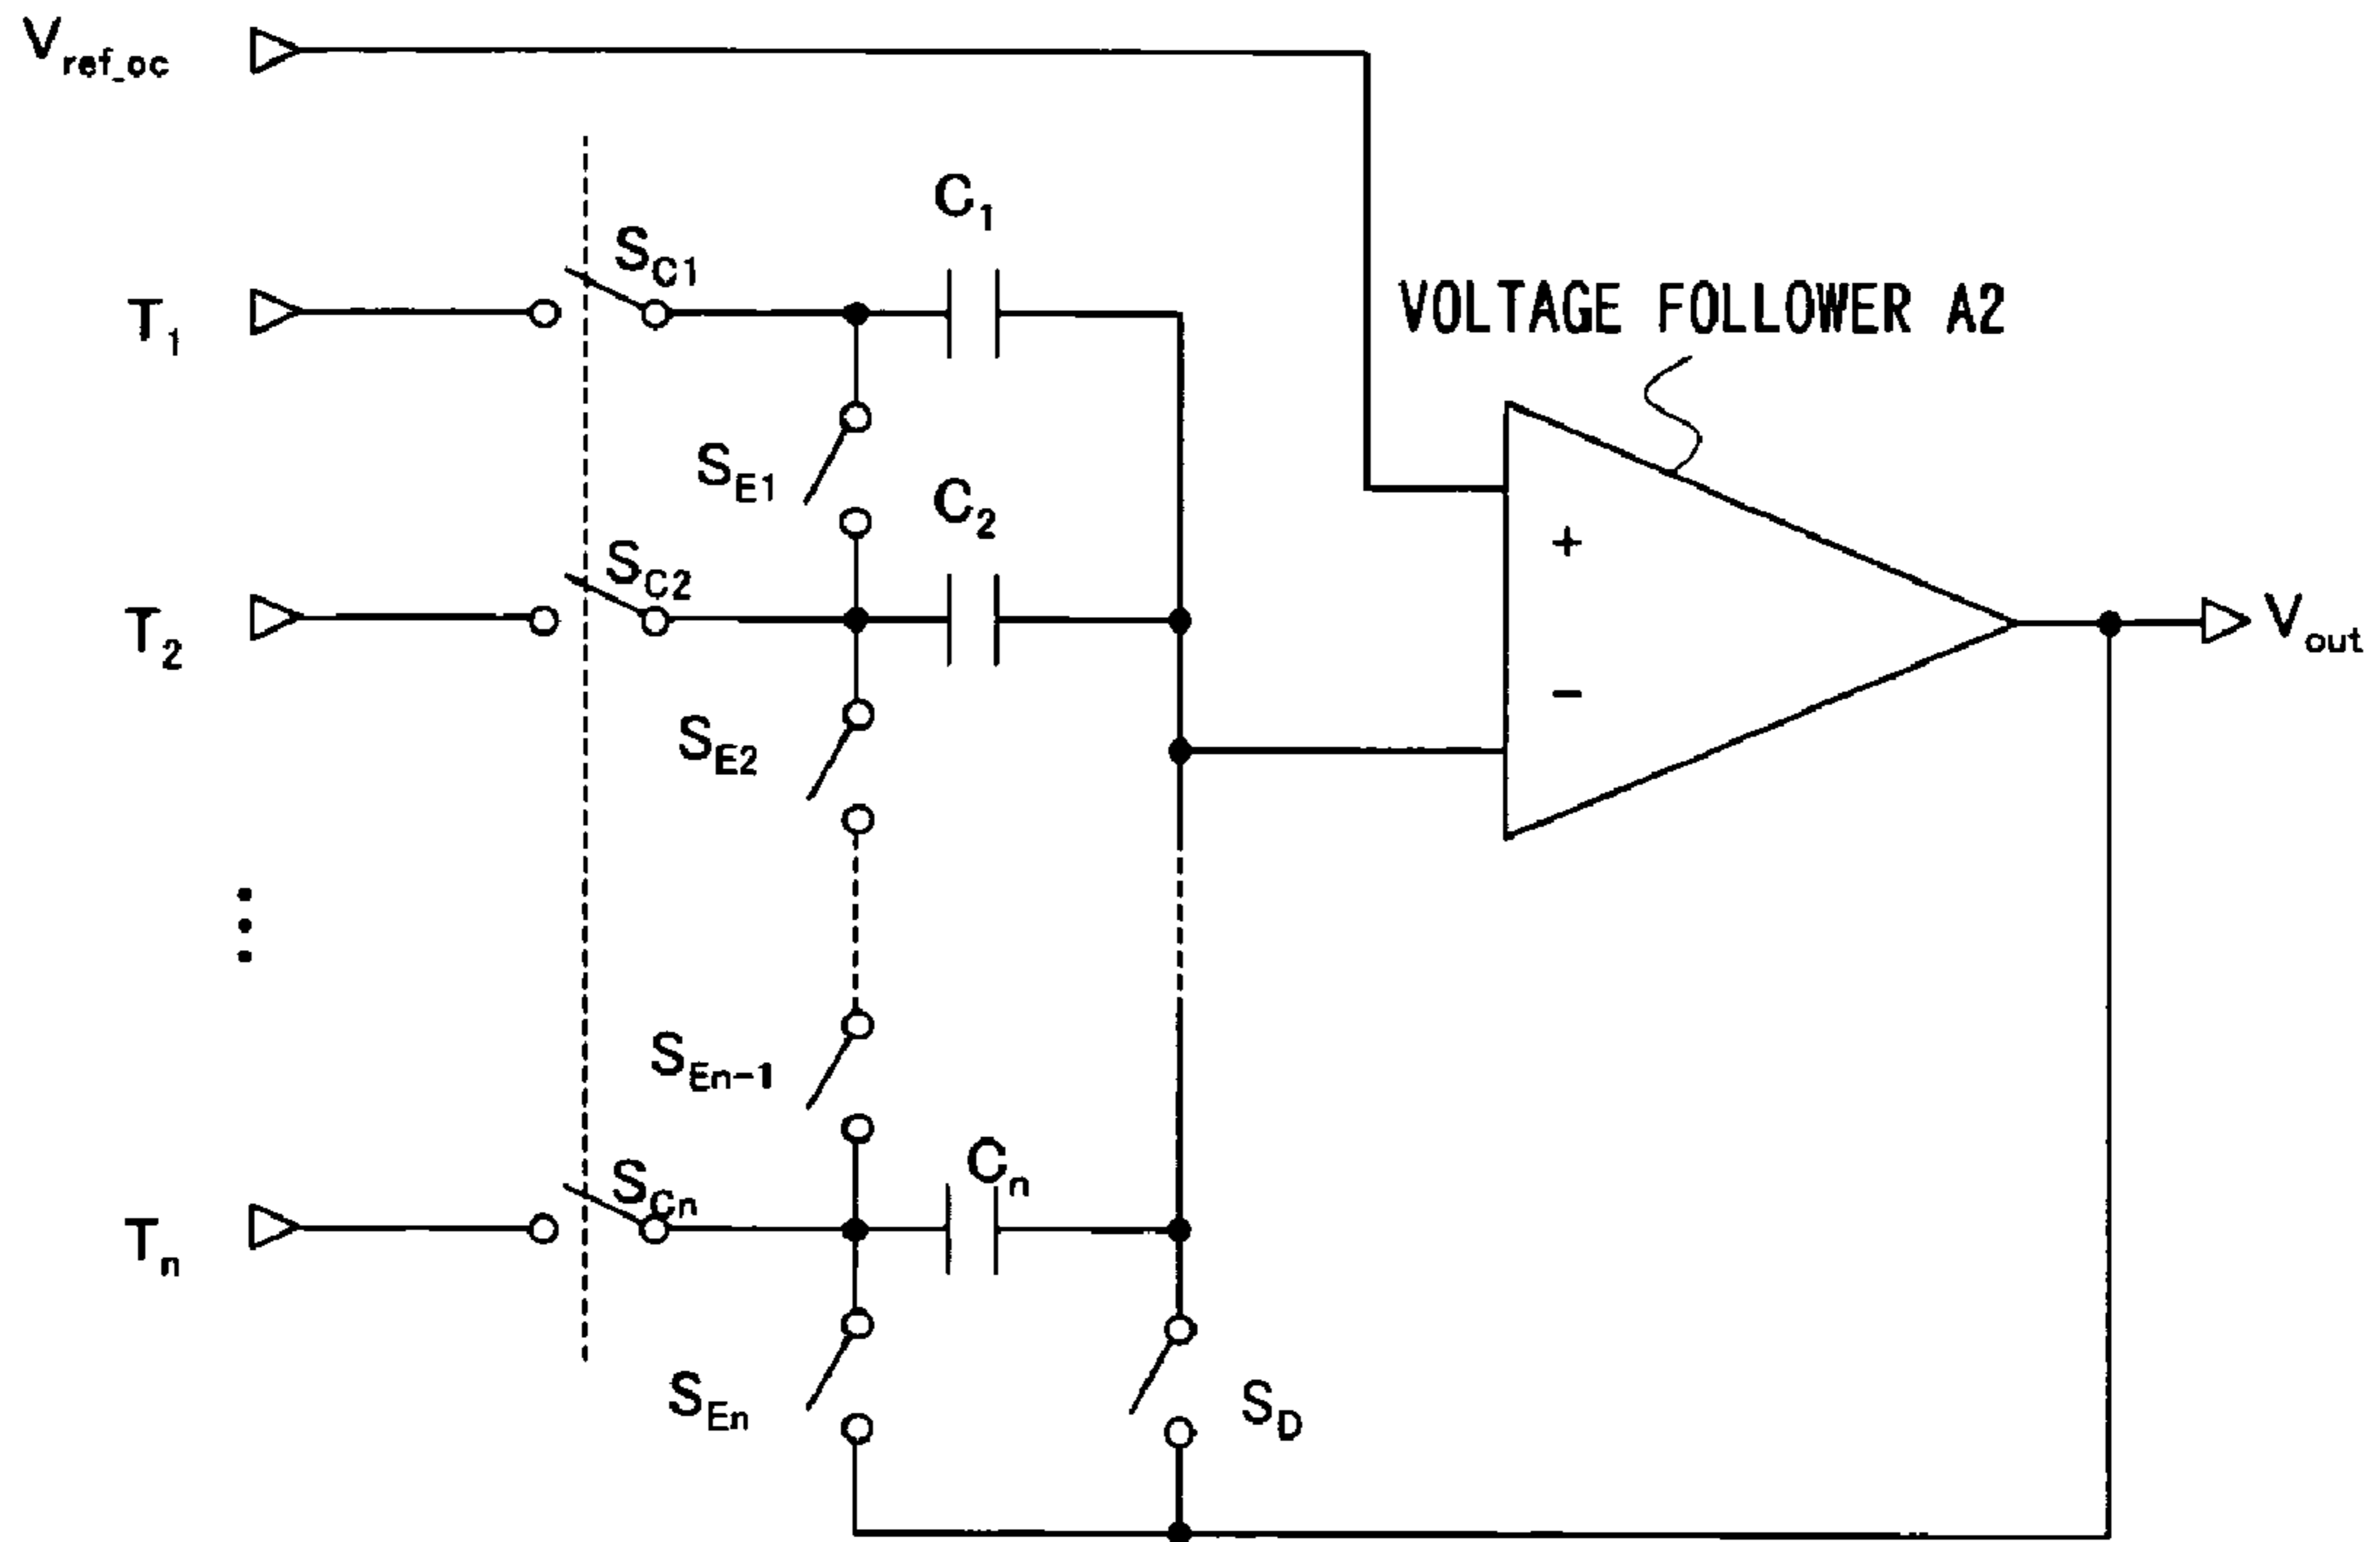 V ref_oc
C1
SC1
T1
VOLTAGE FOLLOWER A2
SE1
C2
+
SC2
T2
Vout
SE2
−
SEn-1
Cn
SCn
Tn
SEn
SD